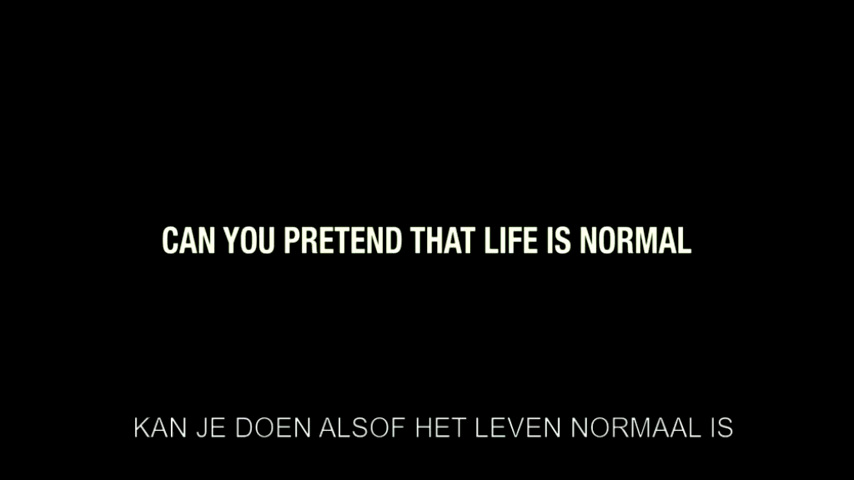 CAN YOU PRETEND THAT LIFE IS NORMAL
KAN JE DOEN ALSOF HET LEVEN NORMAAL IS